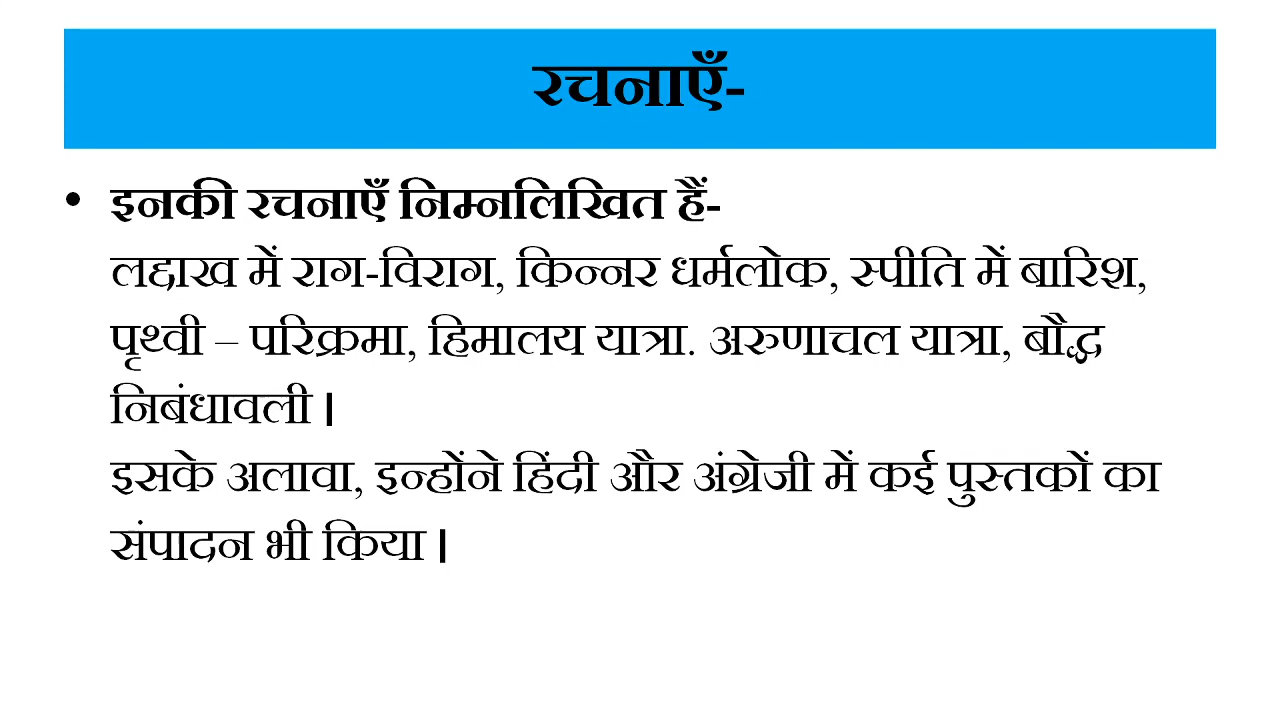 रचनाएँ-
• इनकी रचनाएँ निम्नलिखित हैं-
लद्दाख में राग-विराग, किन्नर धर्मलोक, स्पीति में बारिश,
पृथ्वी – परिक्रमा, हिमालय यात्रा. अरुणाचल यात्रा, बौद्ध
निबंधावली।
इसके अलावा, इन्होंने हिंदी और अंग्रेजी में कई पुस्तकों का
संपादन भी किया।